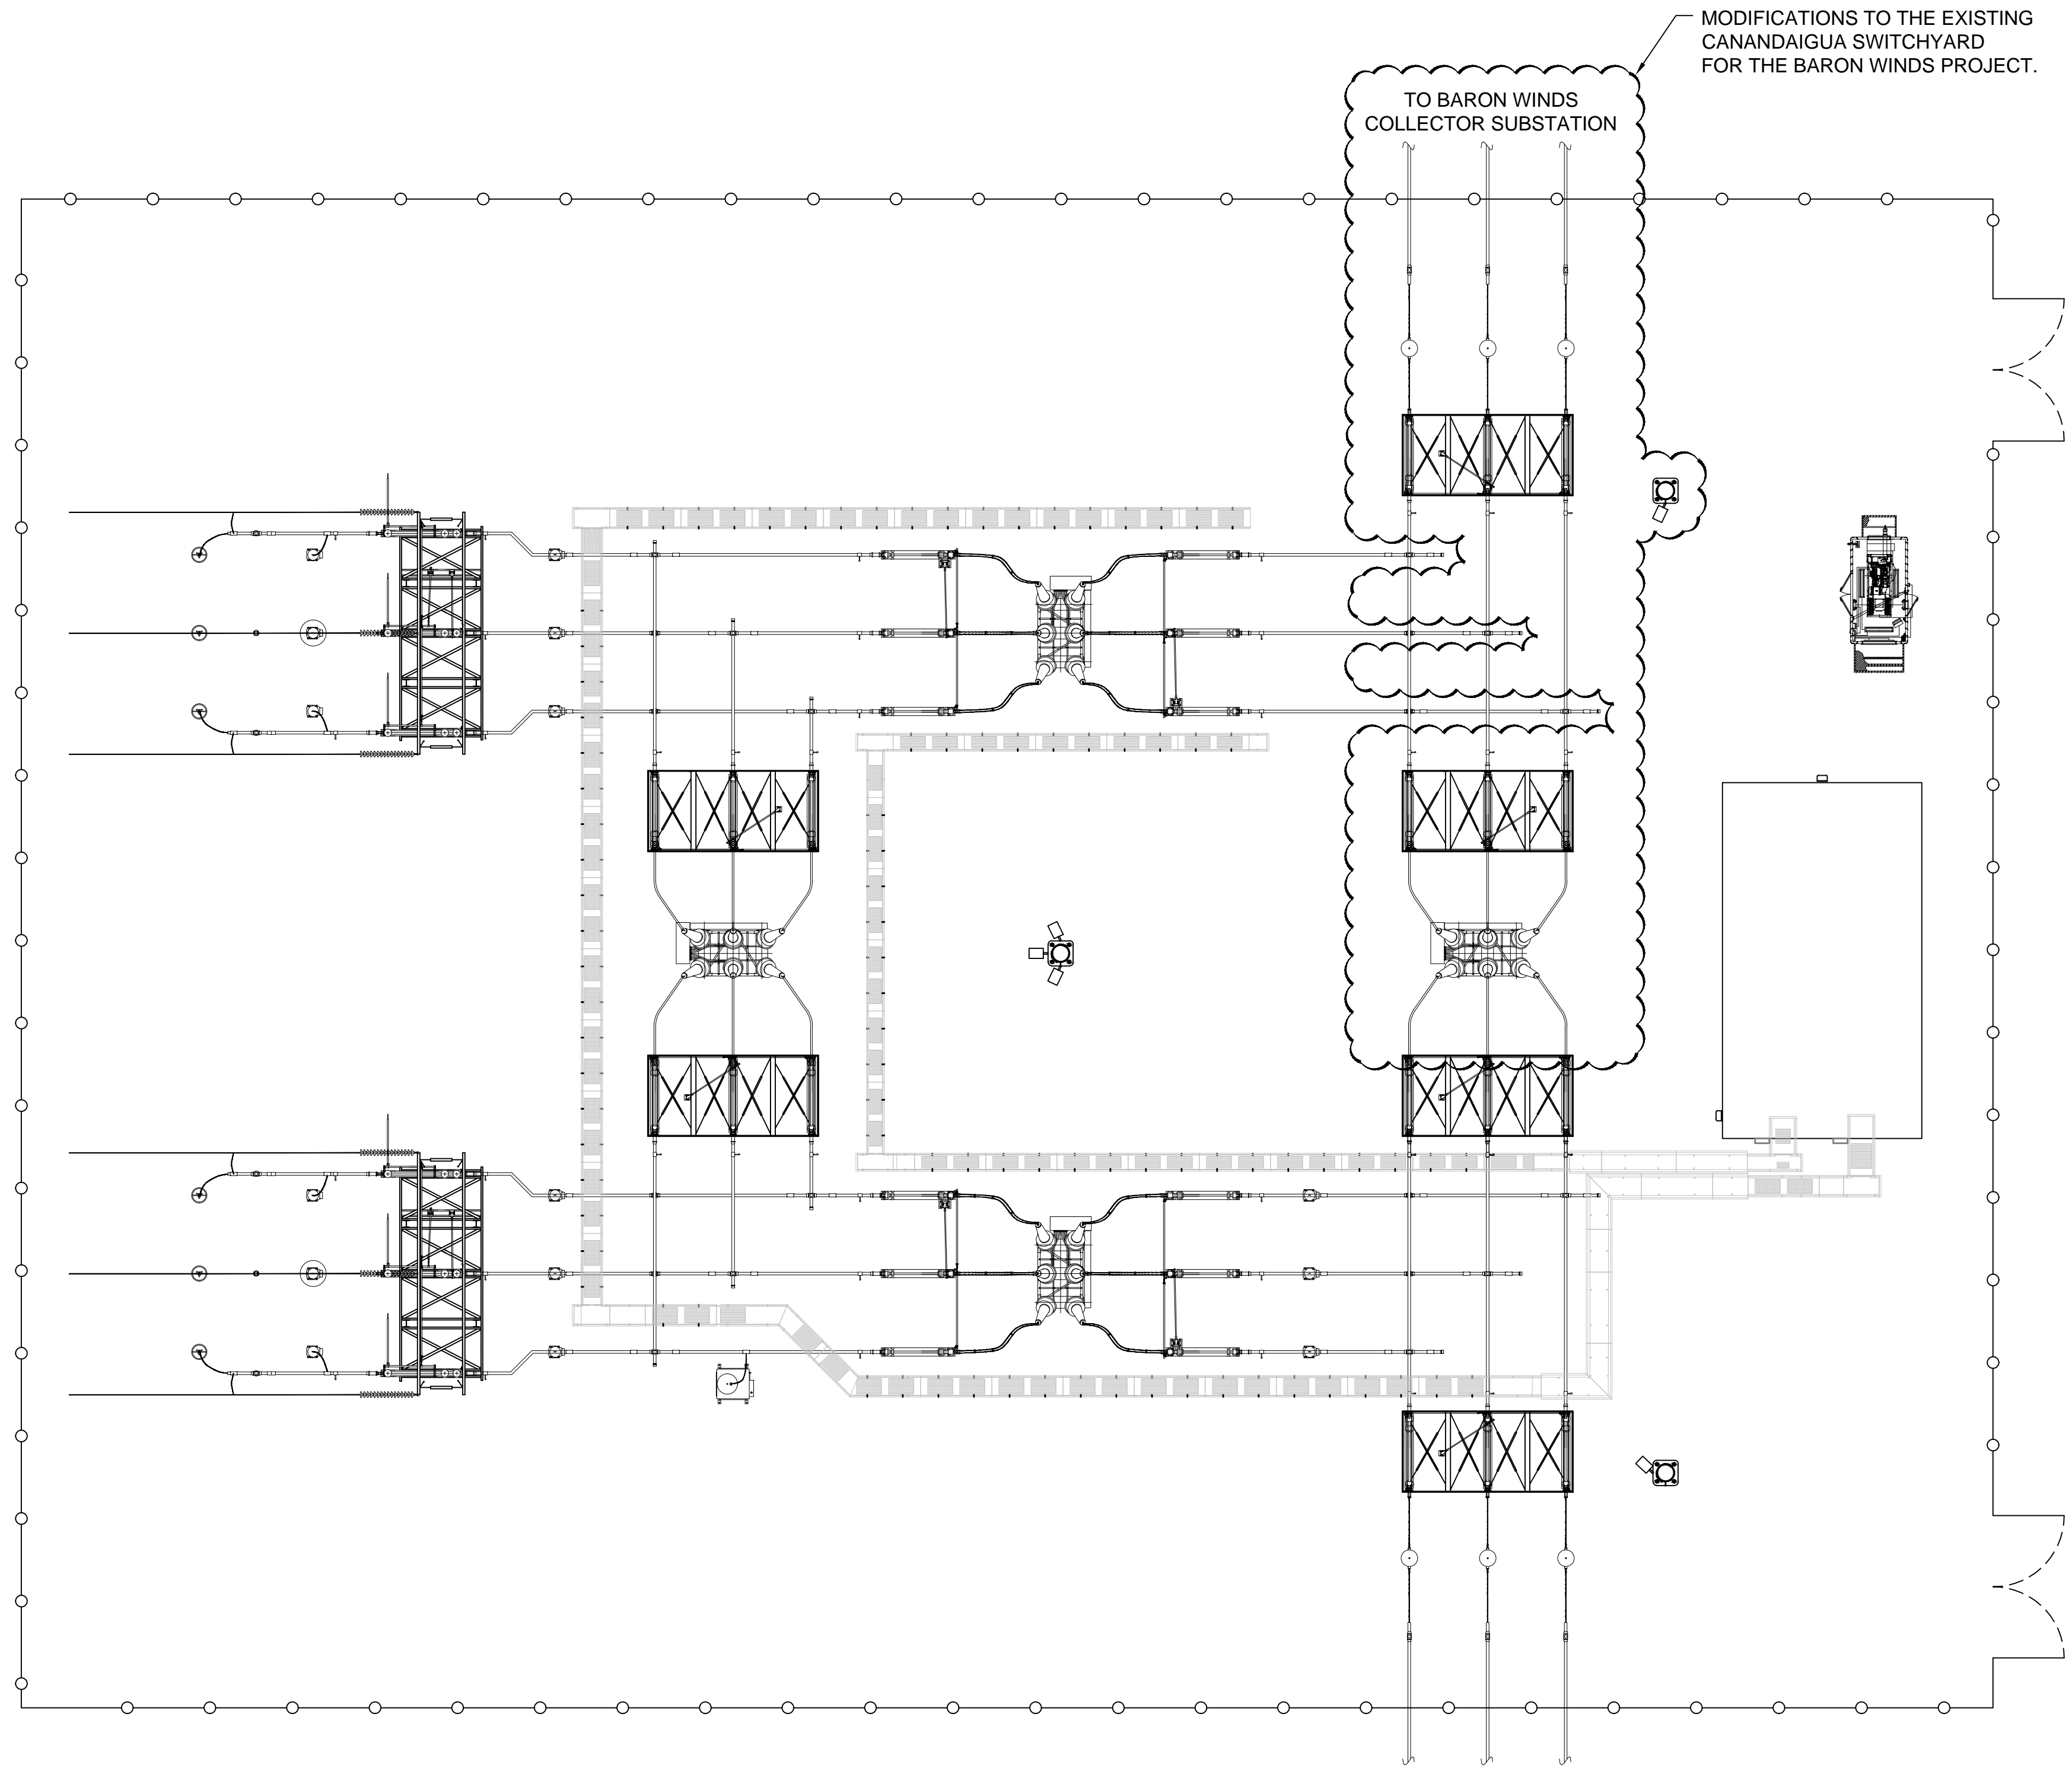 MODIFICATIONS TO THE EXISTING
CANANDAIGUA SWITCHYARD
FOR THE BARON WINDS PROJECT.
TO BARON WINDS
COLLECTOR SUBSTATION